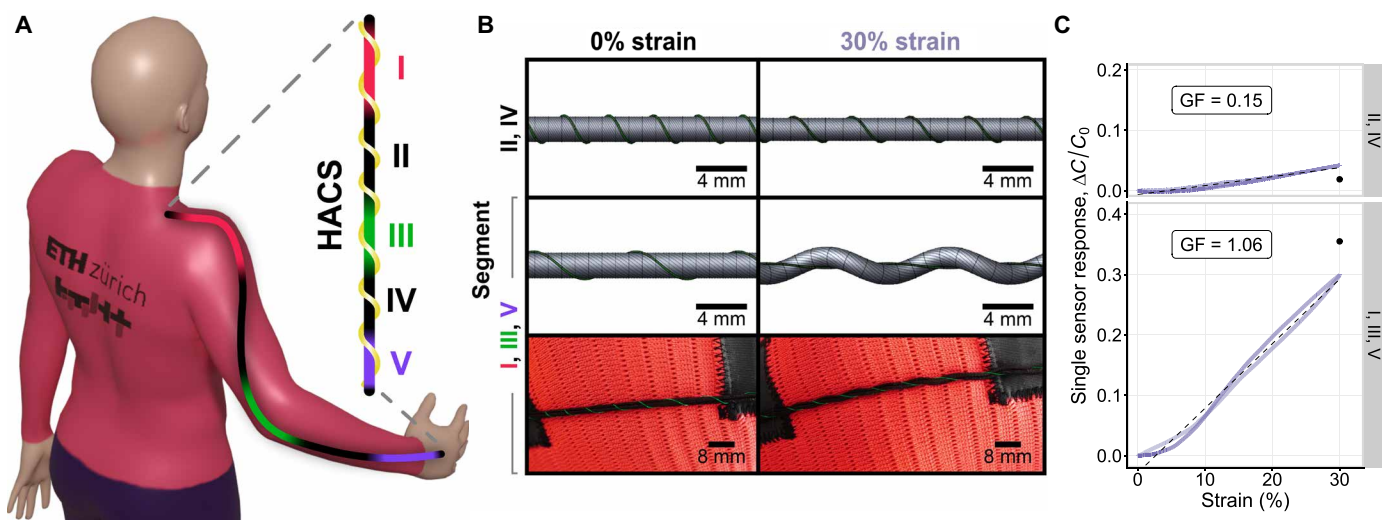 A
ETH zürich
HACS
I
II
III
IV
V
B
0% strain
30% strain
Segment
II, IV
I, III, V
4 mm
4 mm
4 mm
4 mm
8 mm
8 mm
C
Single sensor response, ΔC/C₀
0.2
0.1
0.0
GF = 0.15
II, IV
0.4
0.3
0.2
0.1
0.0
GF = 1.06
I, III, V
0
10
20
30
Strain (%)